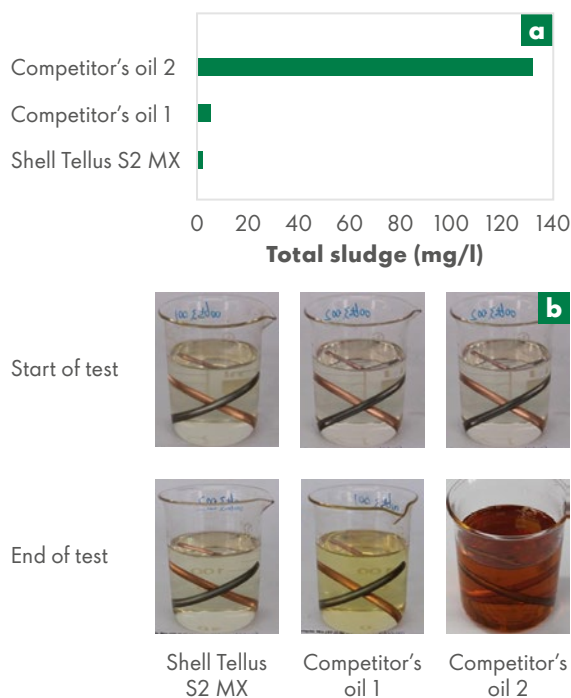 a
Competitor's oil 2
Competitor's oil 1
Shell Tellus S2 MX
0 20 40 60 80 100 120 140
Total sludge (mg/l)
b
Start of test
End of test
Shell Tellus
S2 MX
Competitor's
oil 1
Competitor's
oil 2